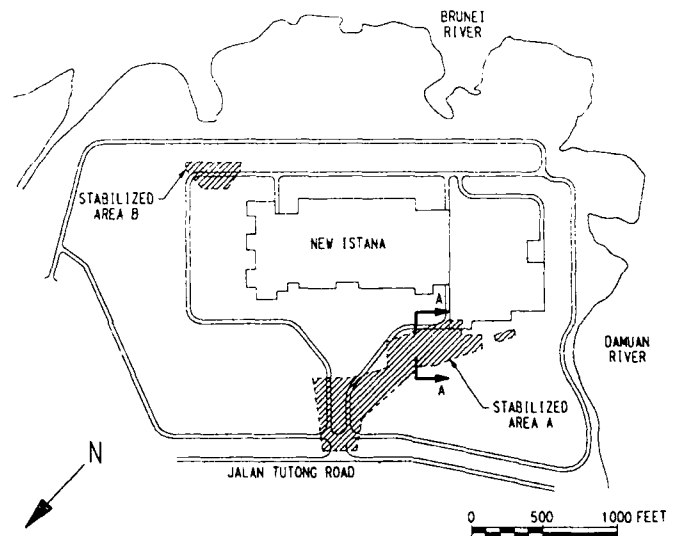 BRUNEI
RIVER
STABILIZED
AREA B
NEW ISTANA
A
DAMUAN
RIVER
A
STABILIZED
AREA A
N
JALAN TUTONG ROAD
0 500 1000 FEET